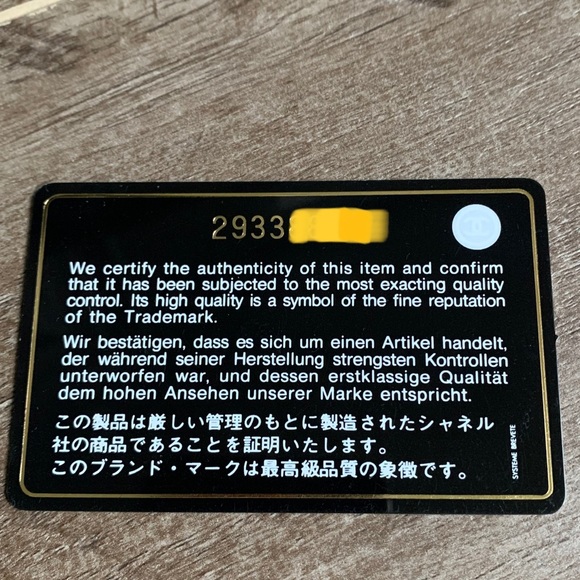 2933
We certify the authenticity of this item and confirm
that it has been subjected to the most exacting quality
control. Its high quality is a symbol of the fine reputation
of the Trademark.
Wir bestätigen, dass es sich um einen Artikel handelt,
der während seiner Herstellung strengsten Kontrollen
unterworfen war, und dessen erstklassige Qualität
dem hohen Ansehen unserer Marke entspricht.
この製品は厳しい管理のもとに製造されたシャネル
社の商品であることを証明いたします。
このブランド・マークは最高級品質の象徴です。
SYSTEME BREVETE